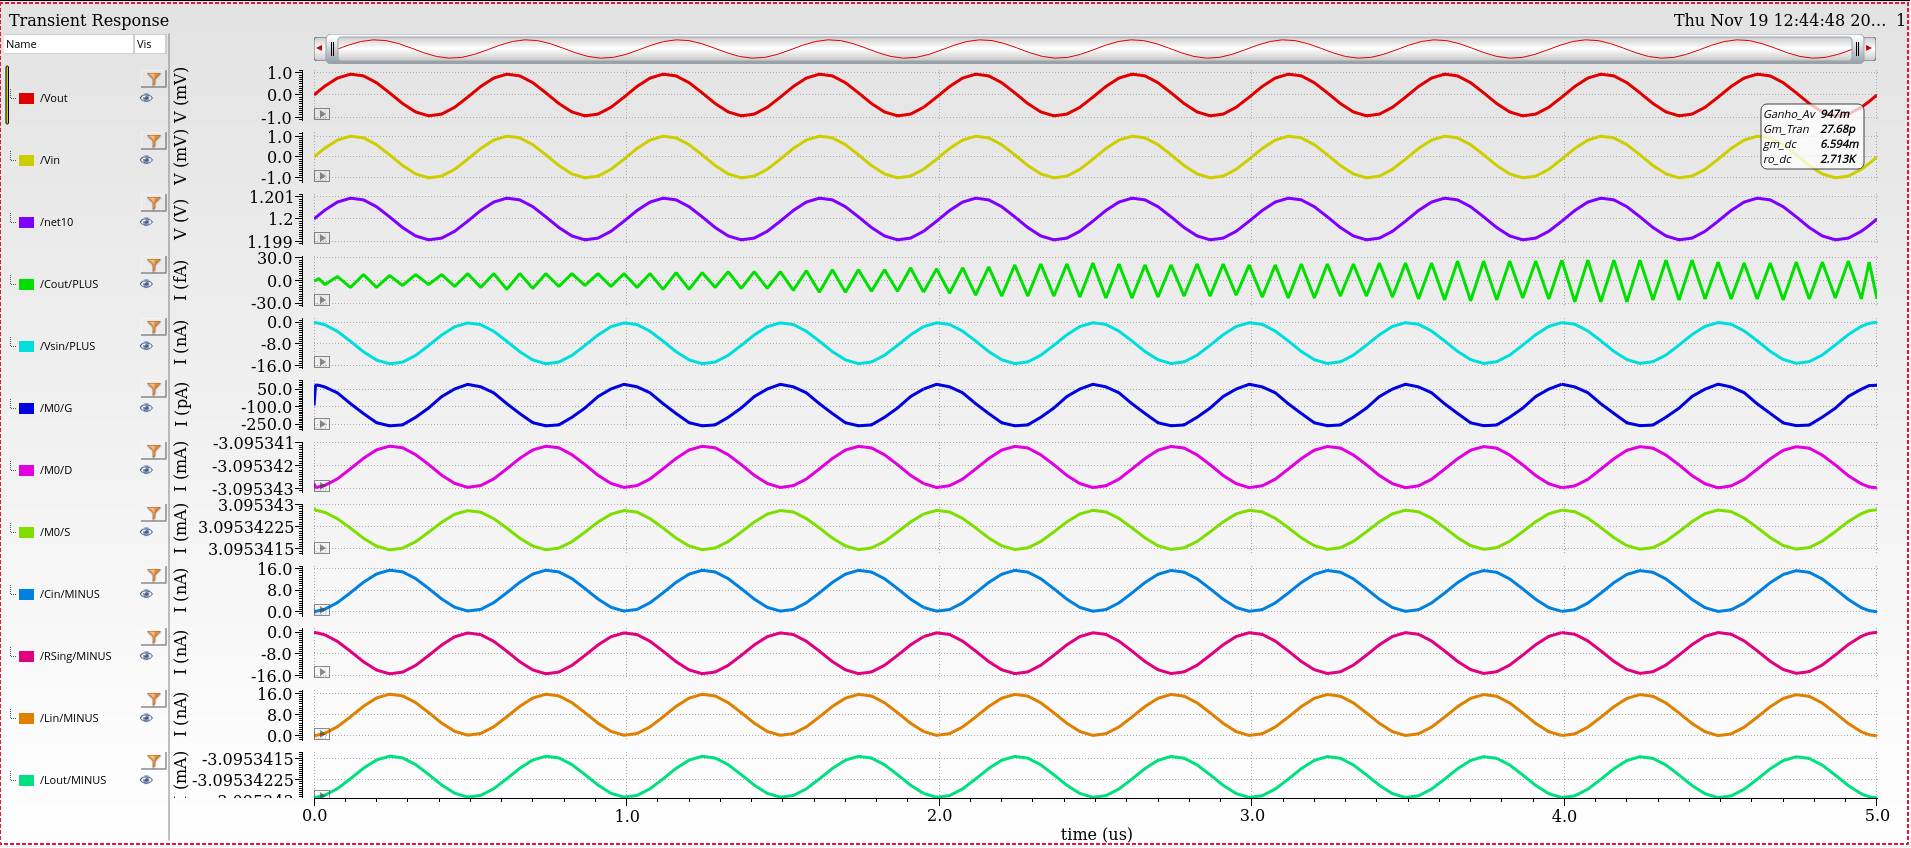 Transient Response
Thu Nov 19 12:44:48 20... 1
Name Vis
/Vout
V (mV)
1.0
0.0
-1.0
Ganho_Av 947m
Gm_Tran 27.68p
gm_dc 6.594m
ro_dc 2.713K
/Vin
V (mV)
1.0
0.0
-1.0
/net10
V (V)
1.201
1.2
1.199
/Cout/PLUS
I (fA)
30.0
0.0
-30.0
/Vsin/PLUS
I (nA)
0.0
-8.0
-16.0
/M0/G
I (pA)
50.0
-100.0
-250.0
/M0/D
I (mA)
-3.095341
-3.095342
-3.095343
/M0/S
I (mA)
3.095343
3.09534225
3.0953415
/Cin/MINUS
I (nA)
16.0
8.0
0.0
/RSing/MINUS
I (nA)
0.0
-8.0
-16.0
/Lin/MINUS
I (nA)
16.0
8.0
0.0
/Lout/MINUS
(mA)
-3.0953415
-3.09534225
0.0 1.0 2.0 3.0 4.0 5.0
time (us)